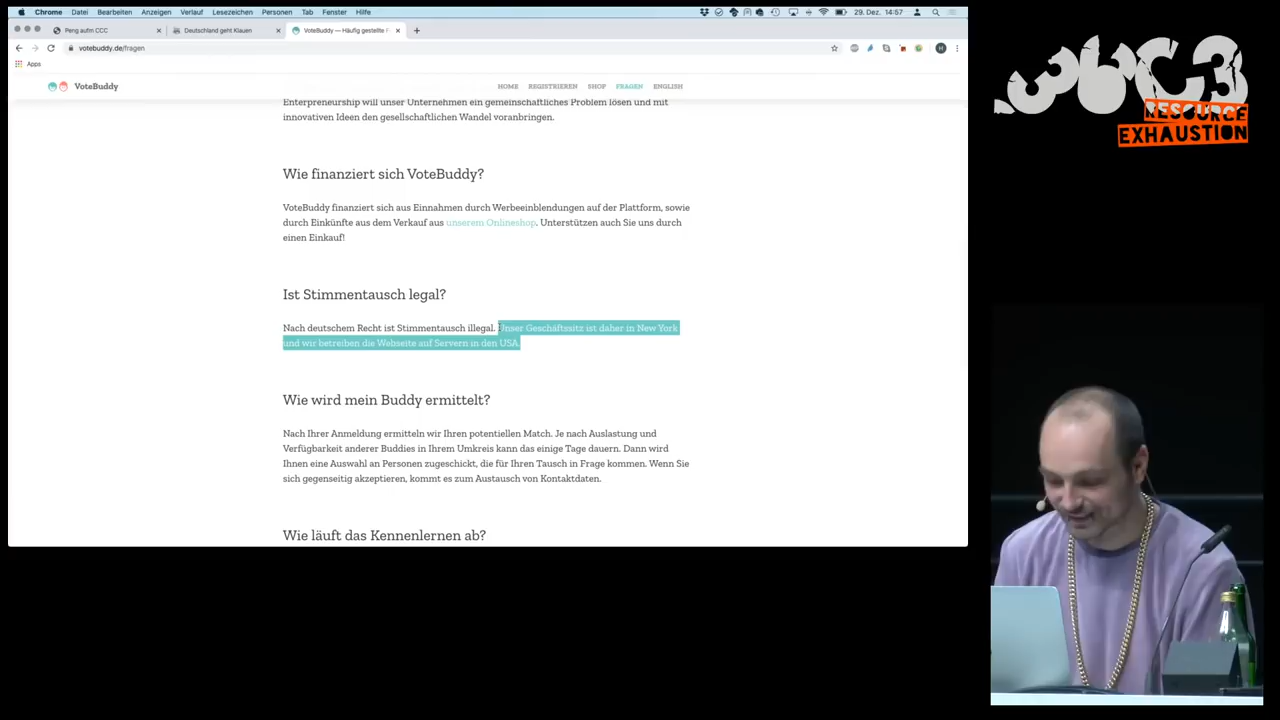 Chrome Datei Bearbeiten Anzeigen Verlauf Lesezeichen Personen Tab Fenster Hilfe
29. Dez. 14:57
Peng aufm CCC
Deutschland geht Klauen
VoteBuddy — Häufig gestellte F
votebuddy.de/fragen
H
Apps
VoteBuddy
HOME REGISTRIEREN SHOP FRAGEN ENGLISH
Enterpreneurship will unser Unternehmen ein gemeinschaftliches Problem lösen und mit
innovativen Ideen den gesellschaftlichen Wandel voranbringen.
Wie finanziert sich VoteBuddy?
VoteBuddy finanziert sich aus Einnahmen durch Werbeeinblendungen auf der Plattform, sowie
durch Einkünfte aus dem Verkauf aus unserem Onlineshop. Unterstützen auch Sie uns durch
einen Einkauf!
Ist Stimmentausch legal?
Nach deutschem Recht ist Stimmentausch illegal. Unser Geschäftssitz ist daher in New York
und wir betreiben die Webseite auf Servern in den USA.
Wie wird mein Buddy ermittelt?
Nach Ihrer Anmeldung ermitteln wir Ihren potentiellen Match. Je nach Auslastung und
Verfügbarkeit anderer Buddies in Ihrem Umkreis kann das einige Tage dauern. Dann wird
Ihnen eine Auswahl an Personen zugeschickt, die für Ihren Tausch in Frage kommen. Wenn Sie
sich gegenseitig akzeptieren, kommt es zum Austausch von Kontaktdaten.
Wie läuft das Kennenlernen ab?
36C3
RESOURCE
EXHAUSTION